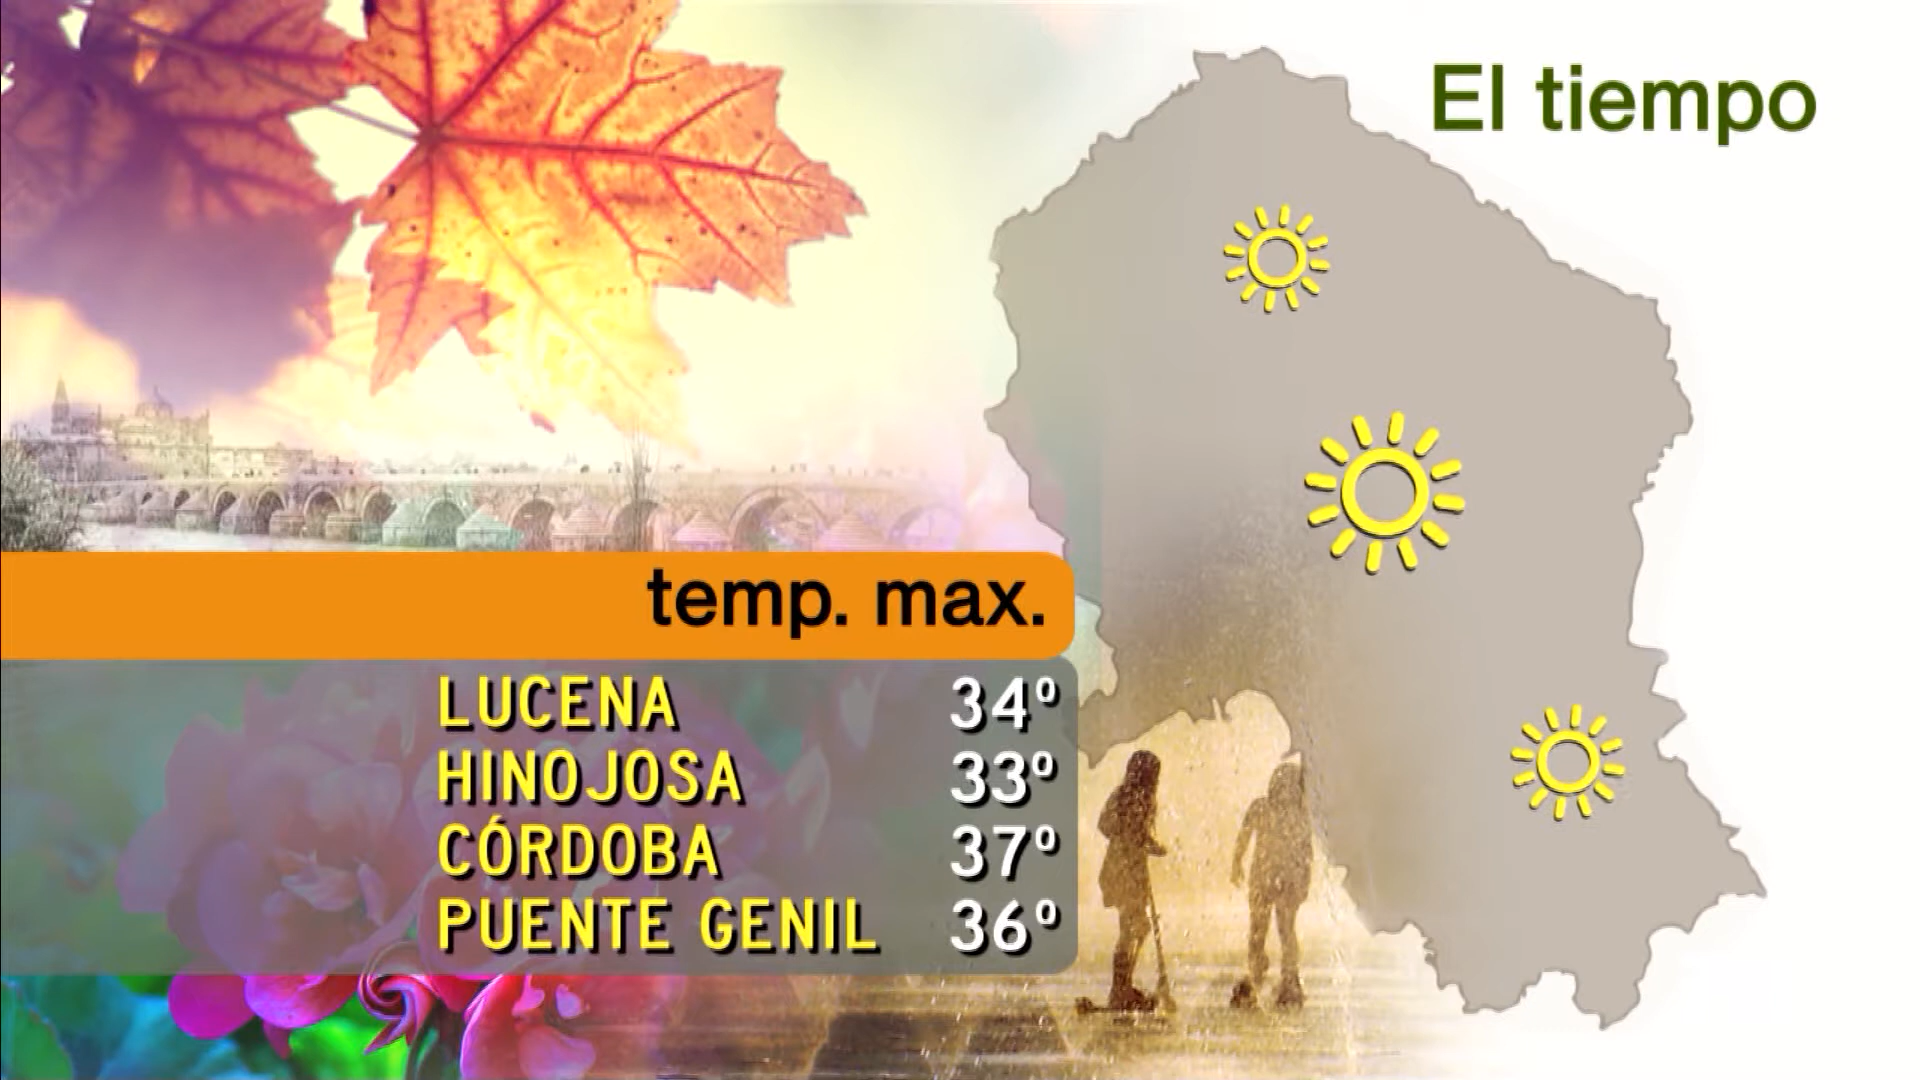 El tiempo
temp. max.
LUCENA 34º
HINOJOSA 33º
CÓRDOBA 37º
PUENTE GENIL 36º